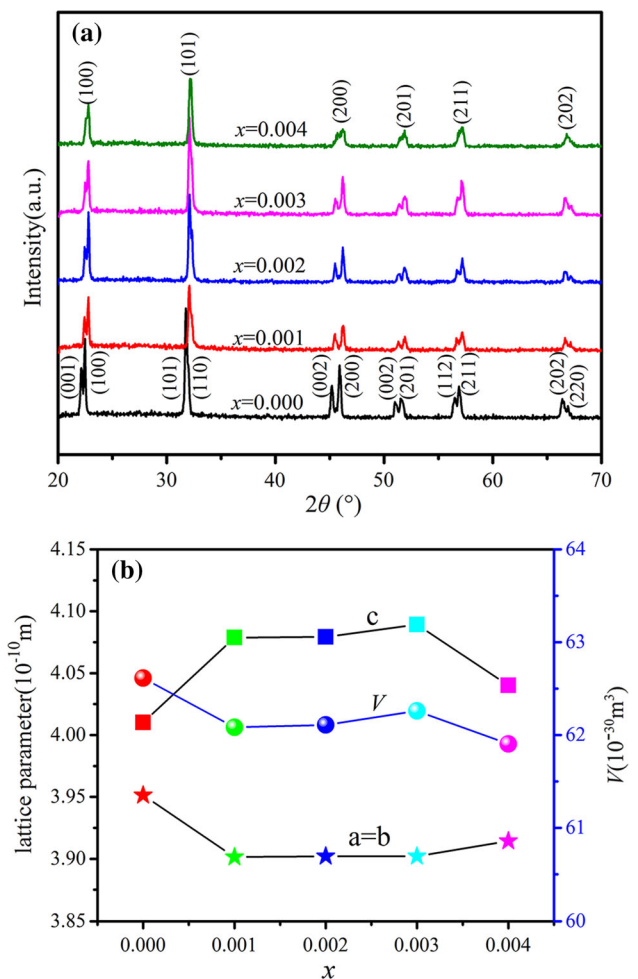 (a)
(100)
(101)
(200)
(201)
(211)
(202)
x=0.004
x=0.003
x=0.002
x=0.001
x=0.000
(001)
(100)
(101)
(110)
(002)
(200)
(002)
(201)
(112)
(211)
(202)
(220)
Intensity(a.u.)
20 30 40 50 60 70
2θ (°)
(b)
4.15
4.10
4.05
4.00
3.95
3.90
3.85
lattice parameter(10⁻¹⁰m)
c
V
a=b
64
63
62
61
60
V(10⁻³⁰m³)
0.000 0.001 0.002 0.003 0.004
x